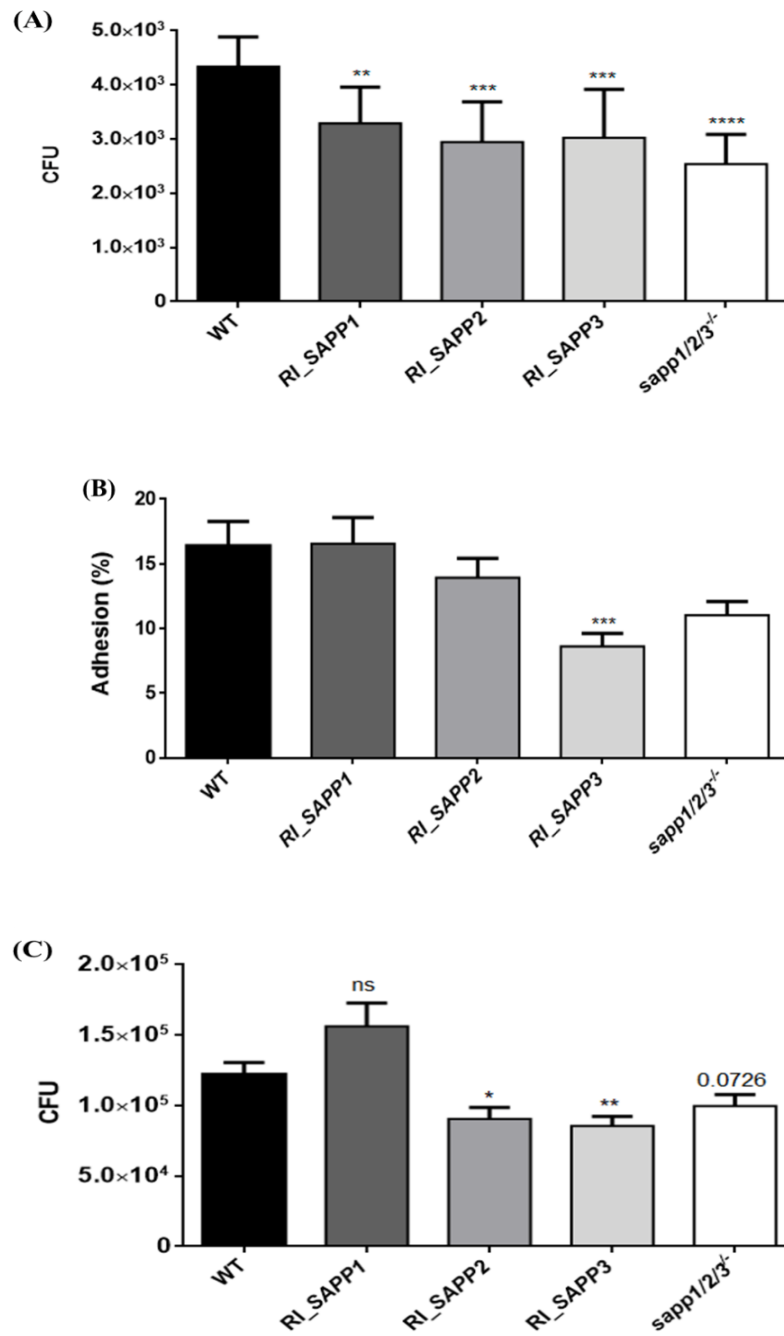 (A)
CFU
5.0×10³
4.0×10³
3.0×10³
2.0×10³
1.0×10³
0
**
***
***
****
WT
RI_SAPP1
RI_SAPP2
RI_SAPP3
sapp1/2/3⁻/⁻
(B)
Adhesion (%)
20
15
10
5
0
***
WT
RI_SAPP1
RI_SAPP2
RI_SAPP3
sapp1/2/3⁻/⁻
(C)
CFU
2.0×10⁵
1.5×10⁵
1.0×10⁵
5.0×10⁴
0
ns
*
**
0.0726
WT
RI_SAPP1
RI_SAPP2
RI_SAPP3
sapp1/2/3⁻/⁻